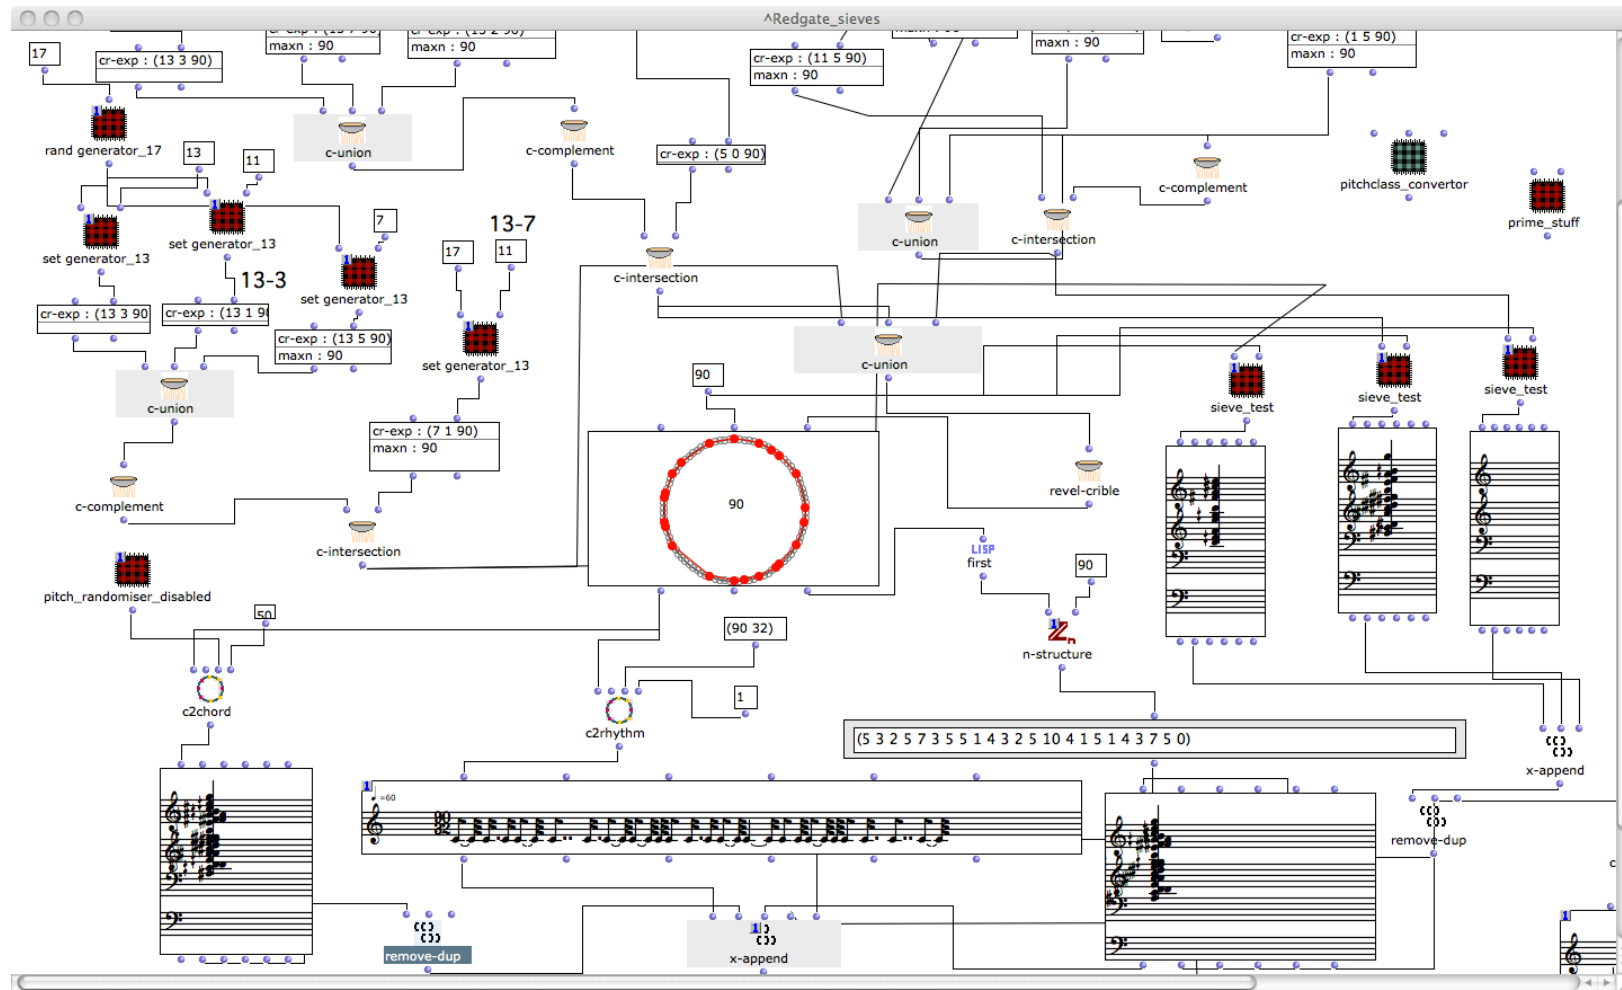 ^Redgate_sieves
17
cr-exp : (13 3 90)
maxn : 90
maxn : 90
cr-exp : (11 5 90)
maxn : 90
maxn : 90
cr-exp : (1 5 90)
maxn : 90
rand generator_17
c-union
c-complement
cr-exp : (5 0 90)
c-complement
pitchclass_convertor
prime_stuff
13
11
set generator_13
set generator_13
7
13-7
17
11
c-union
c-intersection
13-3
set generator_13
c-intersection
cr-exp : (13 3 90
cr-exp : (13 1 90
cr-exp : (13 5 90)
maxn : 90
set generator_13
c-union
90
sieve_test
sieve_test
sieve_test
c-union
cr-exp : (7 1 90)
maxn : 90
90
revel-crible
c-complement
c-intersection
LISP
first
90
pitch_randomiser_disabled
50
(90 32)
n-structure
c2chord
1
c2rhythm
(5 3 2 5 7 3 5 5 1 4 3 2 5 10 4 1 5 1 4 3 7 5 0)
x-append
=60
90
32
remove-dup
remove-dup
x-append